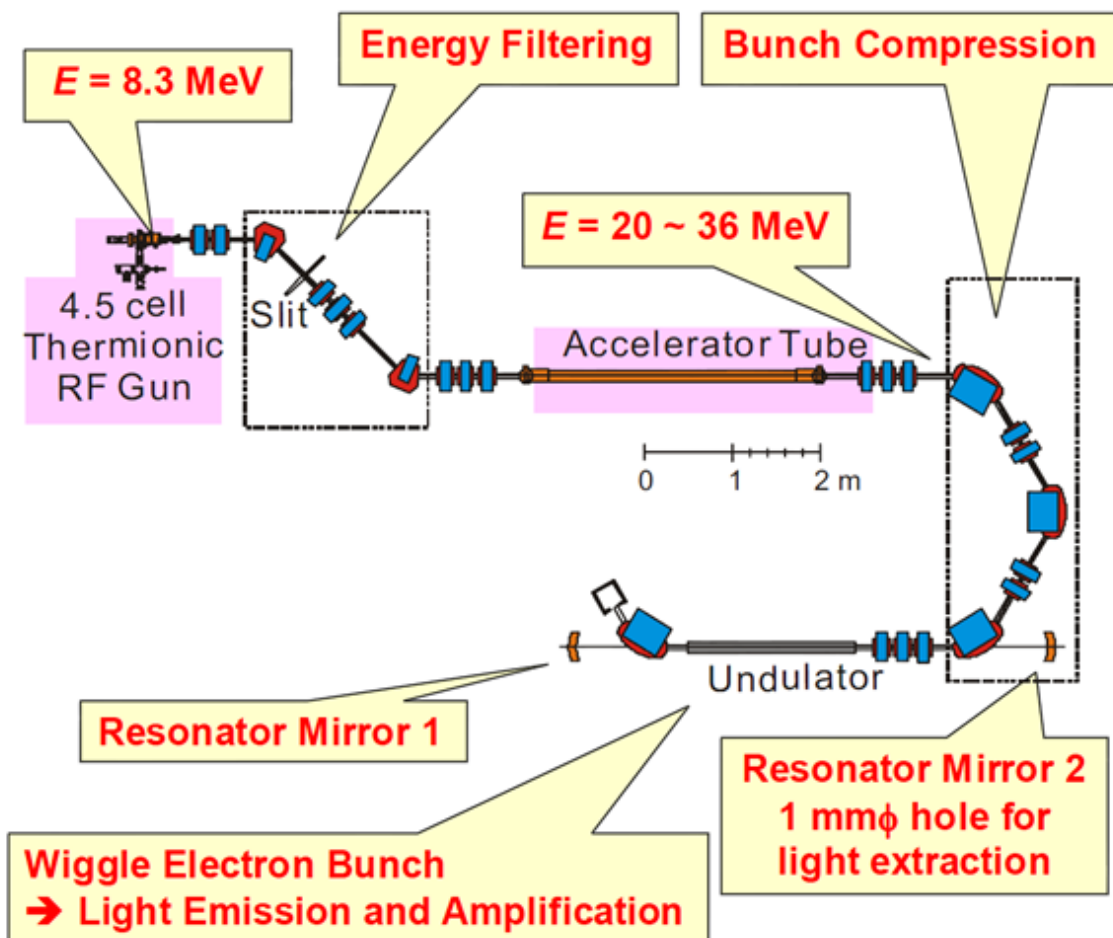 Energy Filtering
Bunch Compression
E = 8.3 MeV
E = 20 ~ 36 MeV
4.5 cell
Thermionic
RF Gun
Slit
Accelerator Tube
0 1 2 m
Undulator
Resonator Mirror 1
Resonator Mirror 2
1 mmϕ hole for
light extraction
Wiggle Electron Bunch
➔ Light Emission and Amplification